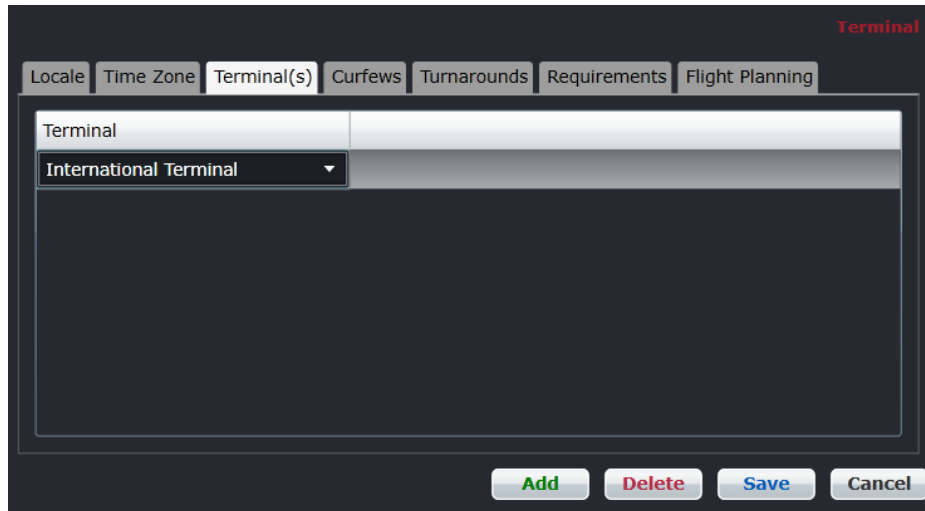 Terminal
Locale Time Zone Terminal(s) Curfews Turnarounds Requirements Flight Planning
Terminal
International Terminal
Add Delete Save Cancel